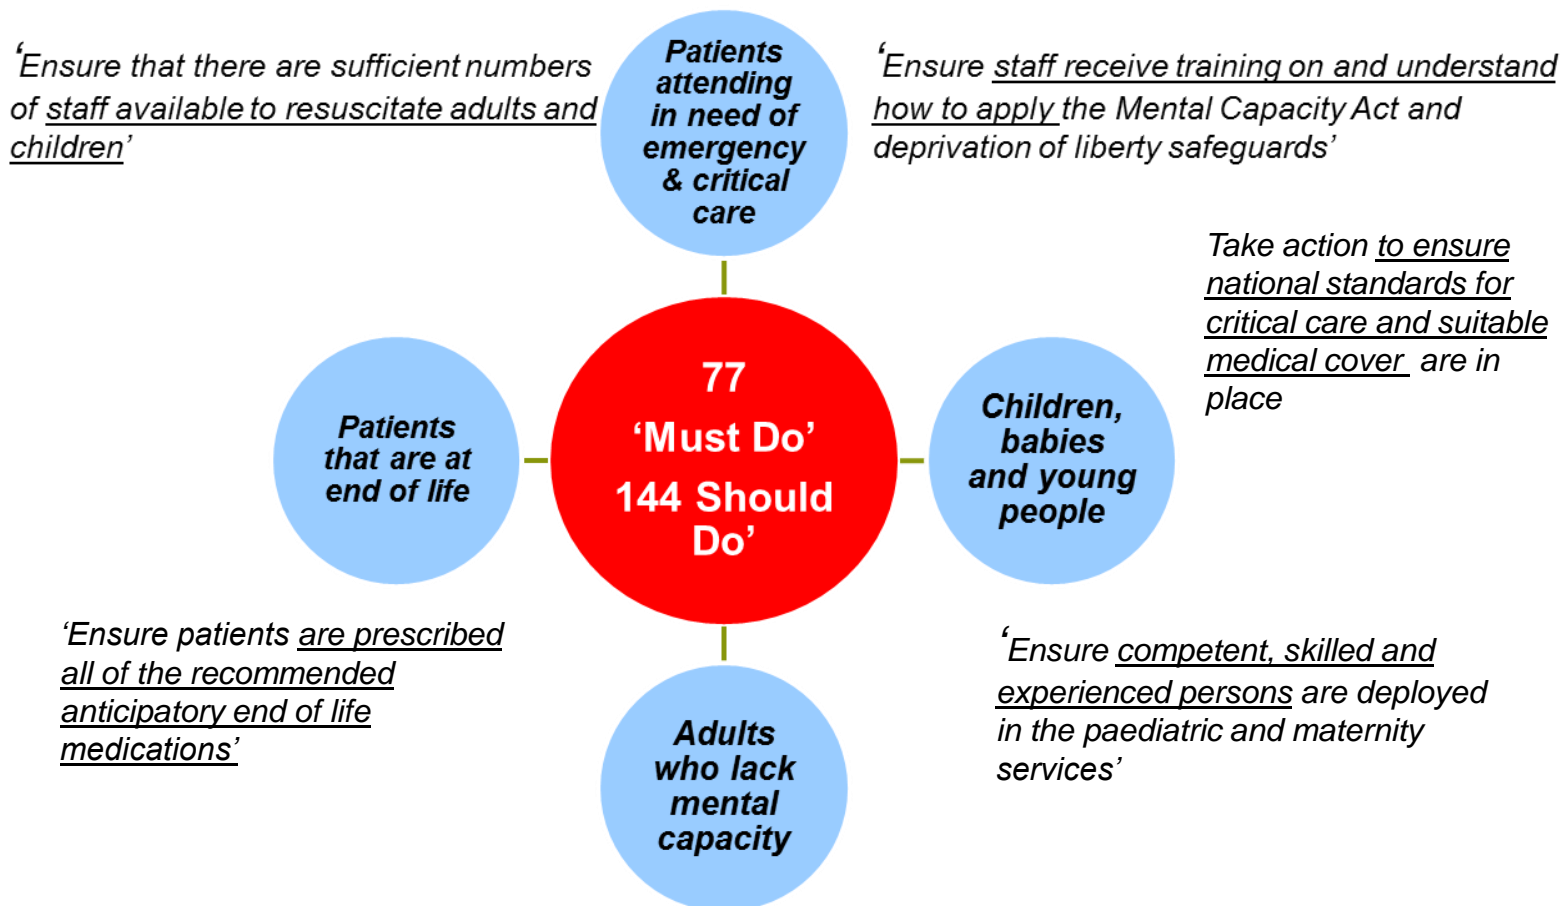 ‘Ensure that there are sufficient numbers
of staff available to resuscitate adults and
children’
Patients
attending
in need of
emergency
& critical
care
‘Ensure staff receive training on and understand
how to apply the Mental Capacity Act and
deprivation of liberty safeguards’
Take action to ensure
national standards for
critical care and suitable
medical cover are in
place
Patients
that are at
end of life
77
‘Must Do’
144 Should
Do’
Children,
babies
and young
people
‘Ensure patients are prescribed
all of the recommended
anticipatory end of life
medications’
Adults
who lack
mental
capacity
‘Ensure competent, skilled and
experienced persons are deployed
in the paediatric and maternity
services’